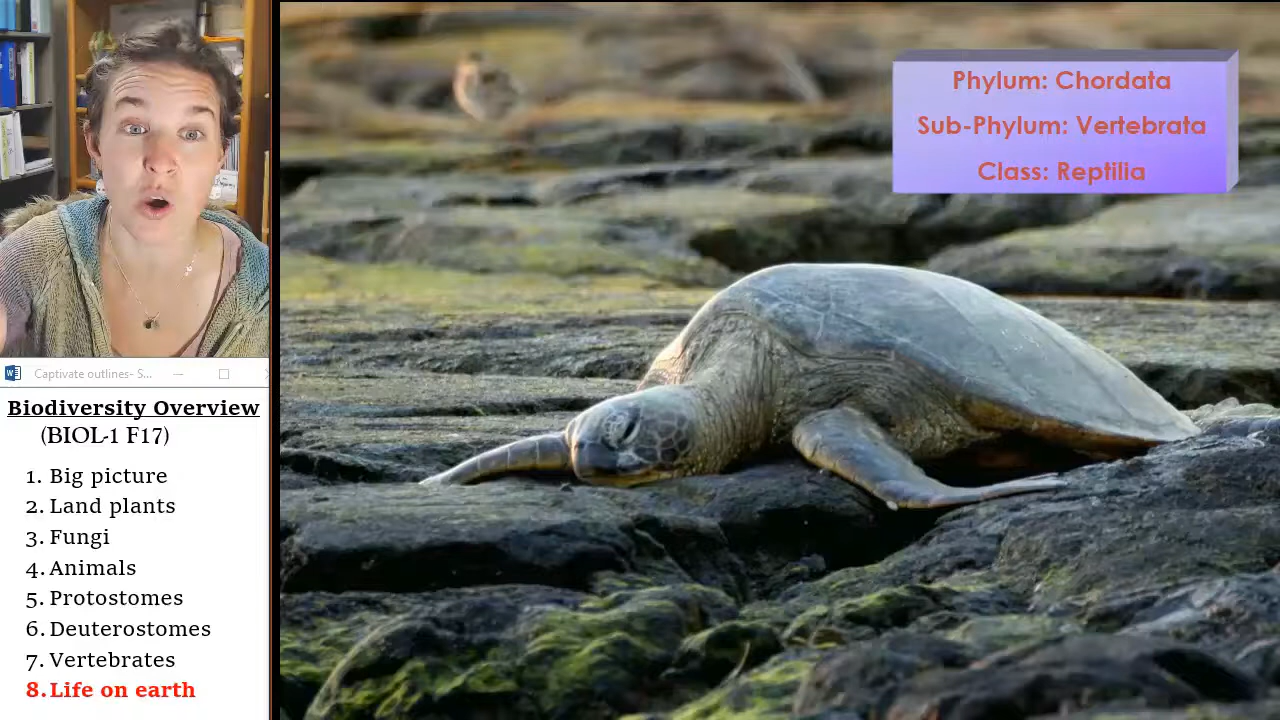 Phylum: Chordata
Sub-Phylum: Vertebrata
Class: Reptilia
Captivate outlines- S...
Biodiversity Overview
(BIOL-1 F17)
1. Big picture
2. Land plants
3. Fungi
4. Animals
5. Protostomes
6. Deuterostomes
7. Vertebrates
8. Life on earth